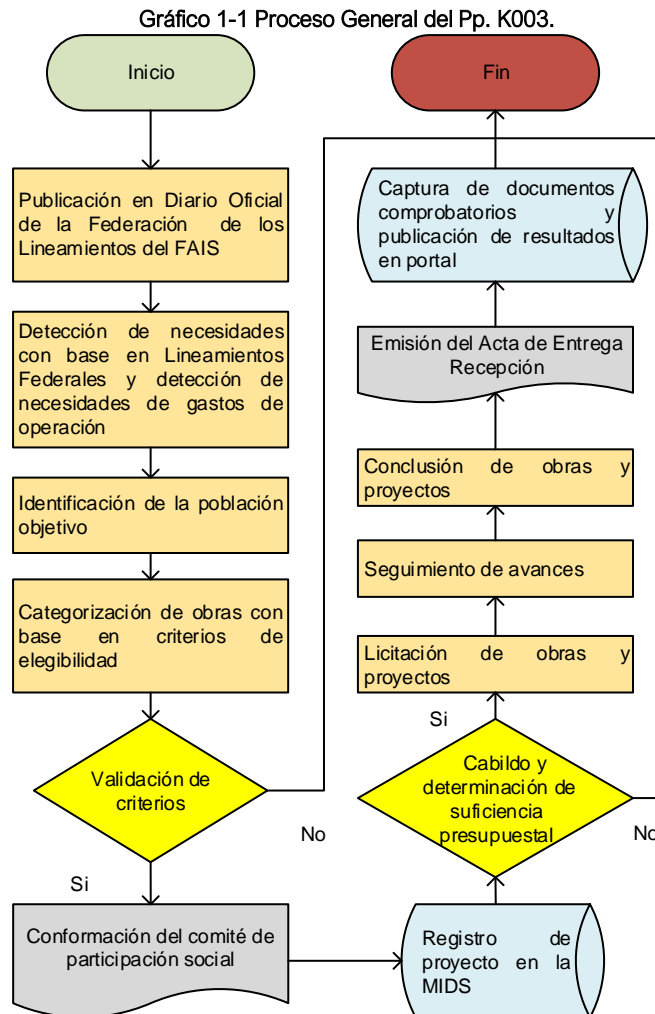 Gráfico 1-1 Proceso General del Pp. K003.
Inicio
Publicación en Diario Oficial
de la Federación de los
Lineamientos del FAIS
Detección de necesidades
con base en Lineamientos
Federales y detección de
necesidades de gastos de
operación
Identificación de la población
objetivo
Categorización de obras con
base en criterios de
elegibilidad
Validación de
criterios
No
Si
Conformación del comité de
participación social
Registro de
proyecto en la
MIDS
Cabildo y
determinación de
suficiencia
presupuestal
No
Si
Licitación de obras y
proyectos
Seguimiento de avances
Conclusión de obras y
proyectos
Emisión del Acta de Entrega
Recepción
Captura de documentos
comprobatorios y
publicación de resultados
en portal
Fin